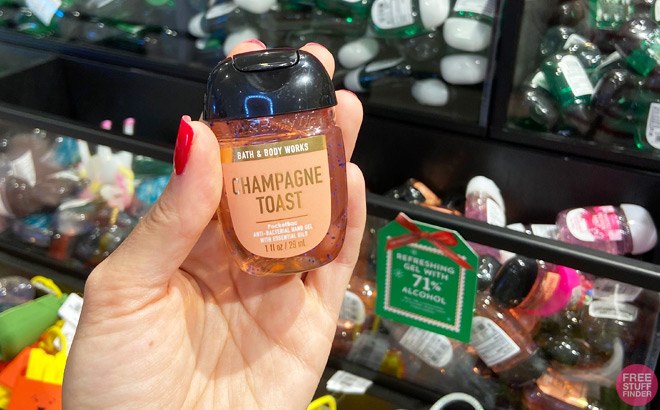 BATH & BODY WORKS
CHAMPAGNE
TOAST
PocketBac
ANTI-BACTERIAL HAND GEL
WITH ESSENTIAL OILS
1 fl oz / 29 mL
REFRESHING
GEL WITH
71%
ALCOHOL
FREE
STUFF
FINDER